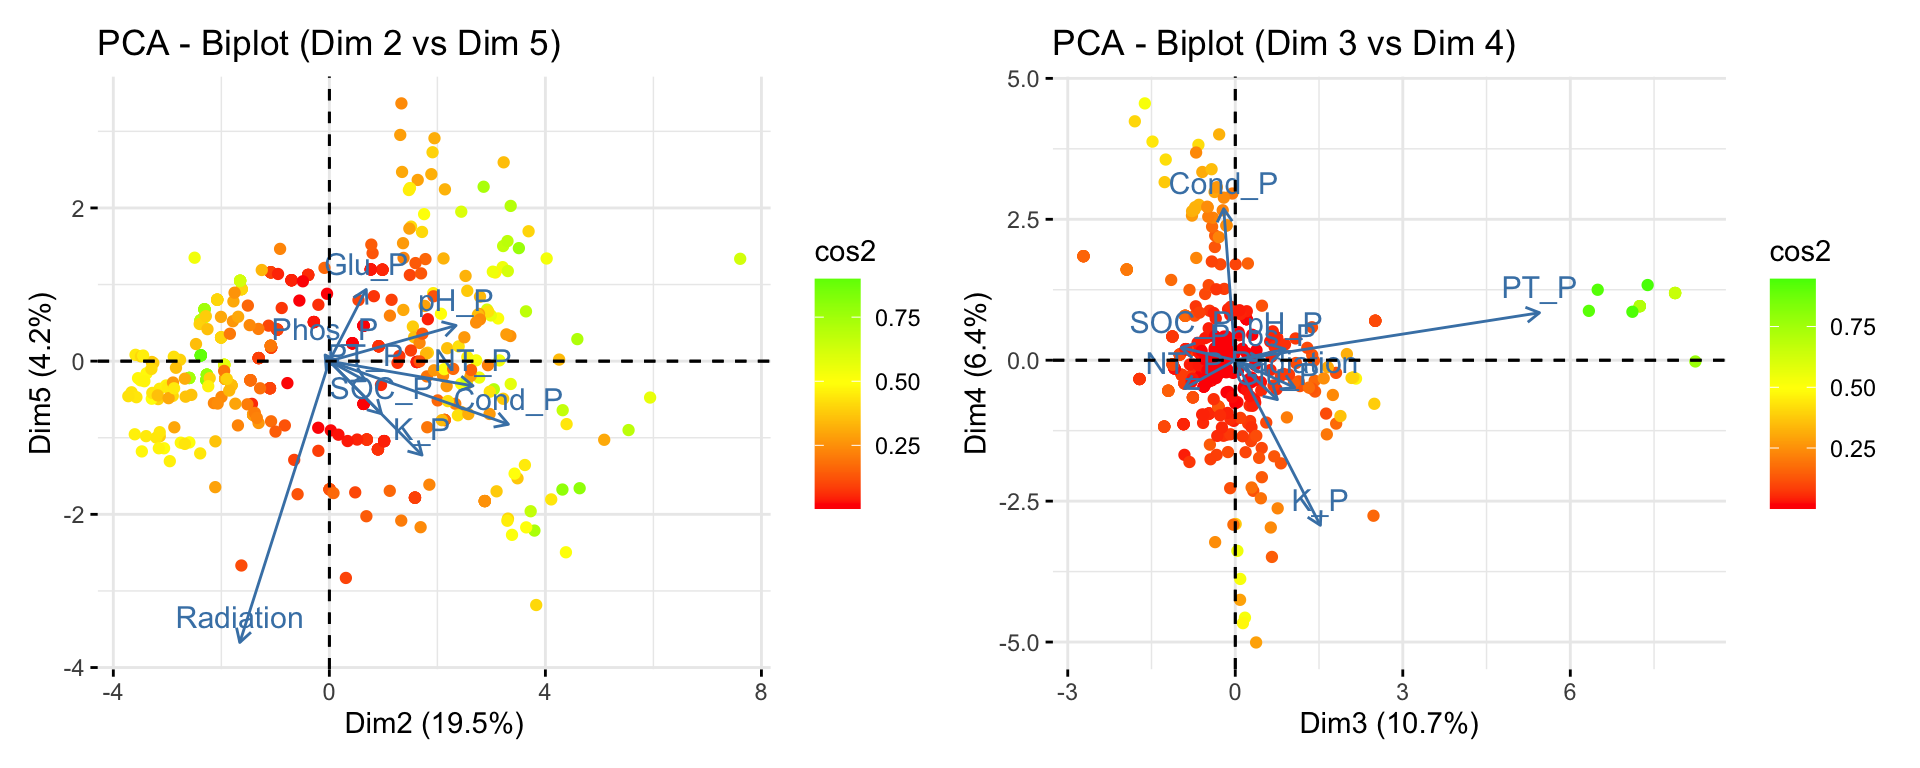 PCA - Biplot (Dim 2 vs Dim 5)
Glu_P
pH_P
Phos_P
PT_P
NT_P
SOC_P
Cond_P
K_P
Radiation
2
0
-2
-4
-4
0
4
8
Dim5 (4.2%)
Dim2 (19.5%)
cos2
0.75
0.50
0.25
PCA - Biplot (Dim 3 vs Dim 4)
Cond_P
PT_P
SOC_P
pH_P
NT_P
K_P
5.0
2.5
0.0
-2.5
-5.0
-3
0
3
6
Dim4 (6.4%)
Dim3 (10.7%)
cos2
0.75
0.50
0.25